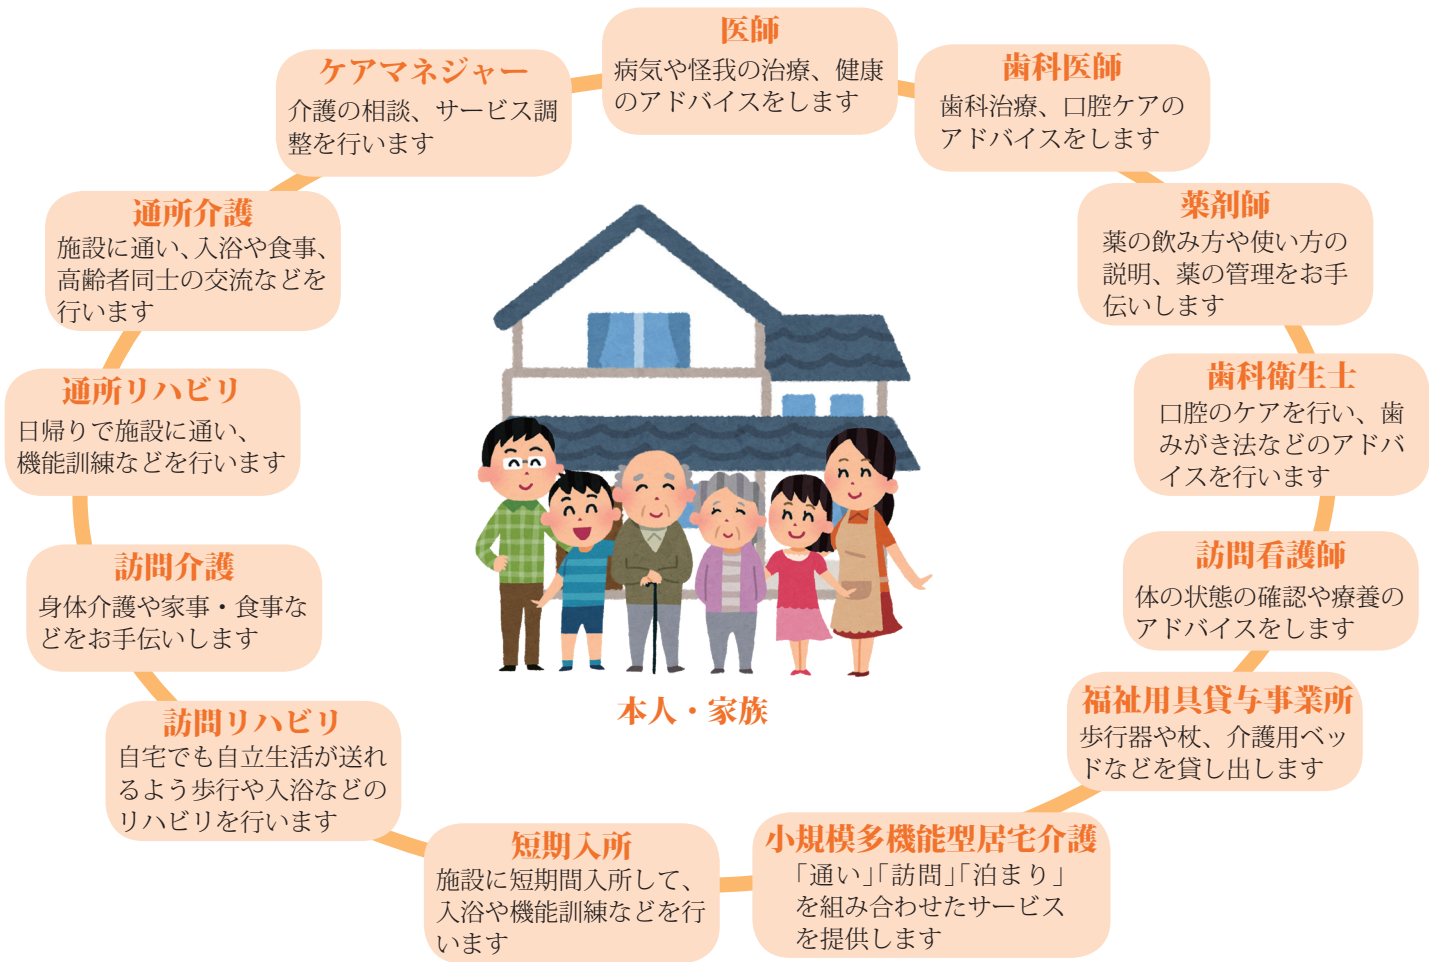 医師
病気や怪我の治療、健康
のアドバイスをします
歯科医師
歯科治療、口腔ケアの
アドバイスをします
薬剤師
薬の飲み方や使い方の
説明、薬の管理をお手
伝いします
歯科衛生士
口腔のケアを行い、歯
みがき法などのアドバ
イスを行います
訪問看護師
体の状態の確認や療養の
アドバイスをします
福祉用具貸与事業所
歩行器や杖、介護用ベッ
ドなどを貸し出します
小規模多機能型居宅介護
「通い」「訪問」「泊まり」
を組み合わせたサービス
を提供します
短期入所
施設に短期間入所して、
入浴や機能訓練などを行
います
訪問リハビリ
自宅でも自立生活が送れ
るよう歩行や入浴などの
リハビリを行います
訪問介護
身体介護や家事・食事な
どをお手伝いします
通所リハビリ
日帰りで施設に通い、
機能訓練などを行います
通所介護
施設に通い、入浴や食事、
高齢者同士の交流などを
行います
ケアマネジャー
介護の相談、サービス調
整を行います
本人・家族